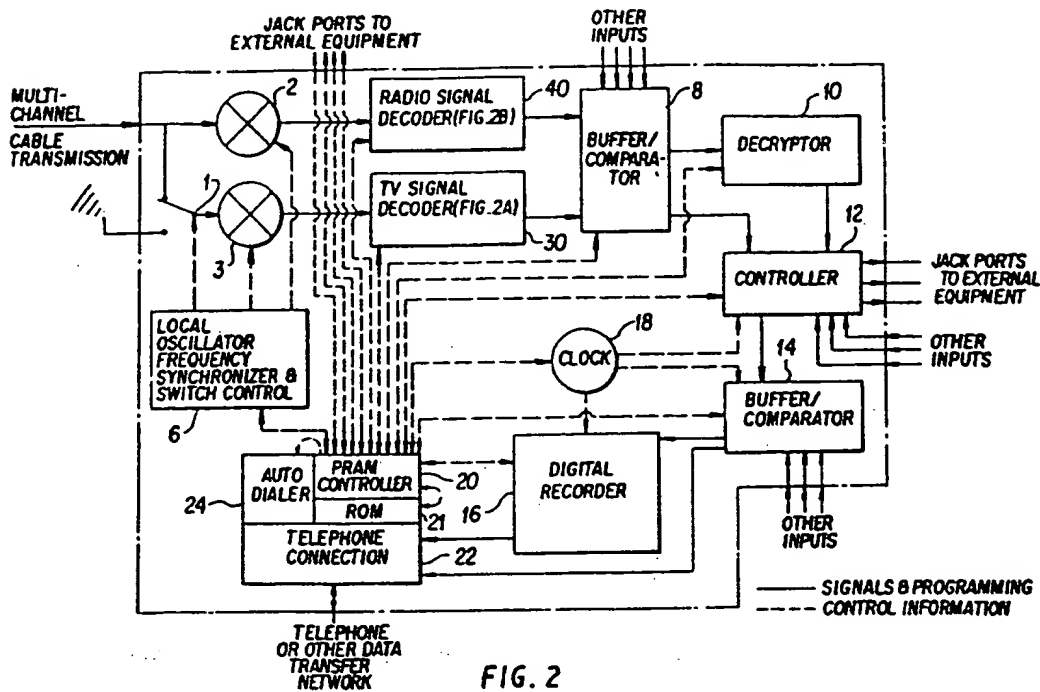 JACK PORTS TO
EXTERNAL EQUIPMENT
OTHER
INPUTS
MULTI-
CHANNEL
CABLE
TRANSMISSION
2
RADIO SIGNAL
DECODER(FIG.2B)
40
8
BUFFER/
COMPARA-
TOR
10
DECRYPTOR
1
3
TV SIGNAL
DECODER(FIG.2A)
30
12
CONTROLLER
JACK PORTS
TO EXTERNAL
EQUIPMENT
OTHER
INPUTS
LOCAL
OSCILLATOR
FREQUENCY
SYNCHRONIZER &
SWITCH CONTROL
6
18
CLOCK
14
BUFFER/
COMPARATOR
OTHER
INPUTS
24
AUTO
DIALER
PRAM
CONTROLLER
20
ROM
21
TELEPHONE
CONNECTION
22
16
DIGITAL
RECORDER
SIGNALS & PROGRAMMING
CONTROL INFORMATION
TELEPHONE
OR OTHER DATA
TRANSFER
NETWORK
FIG. 2